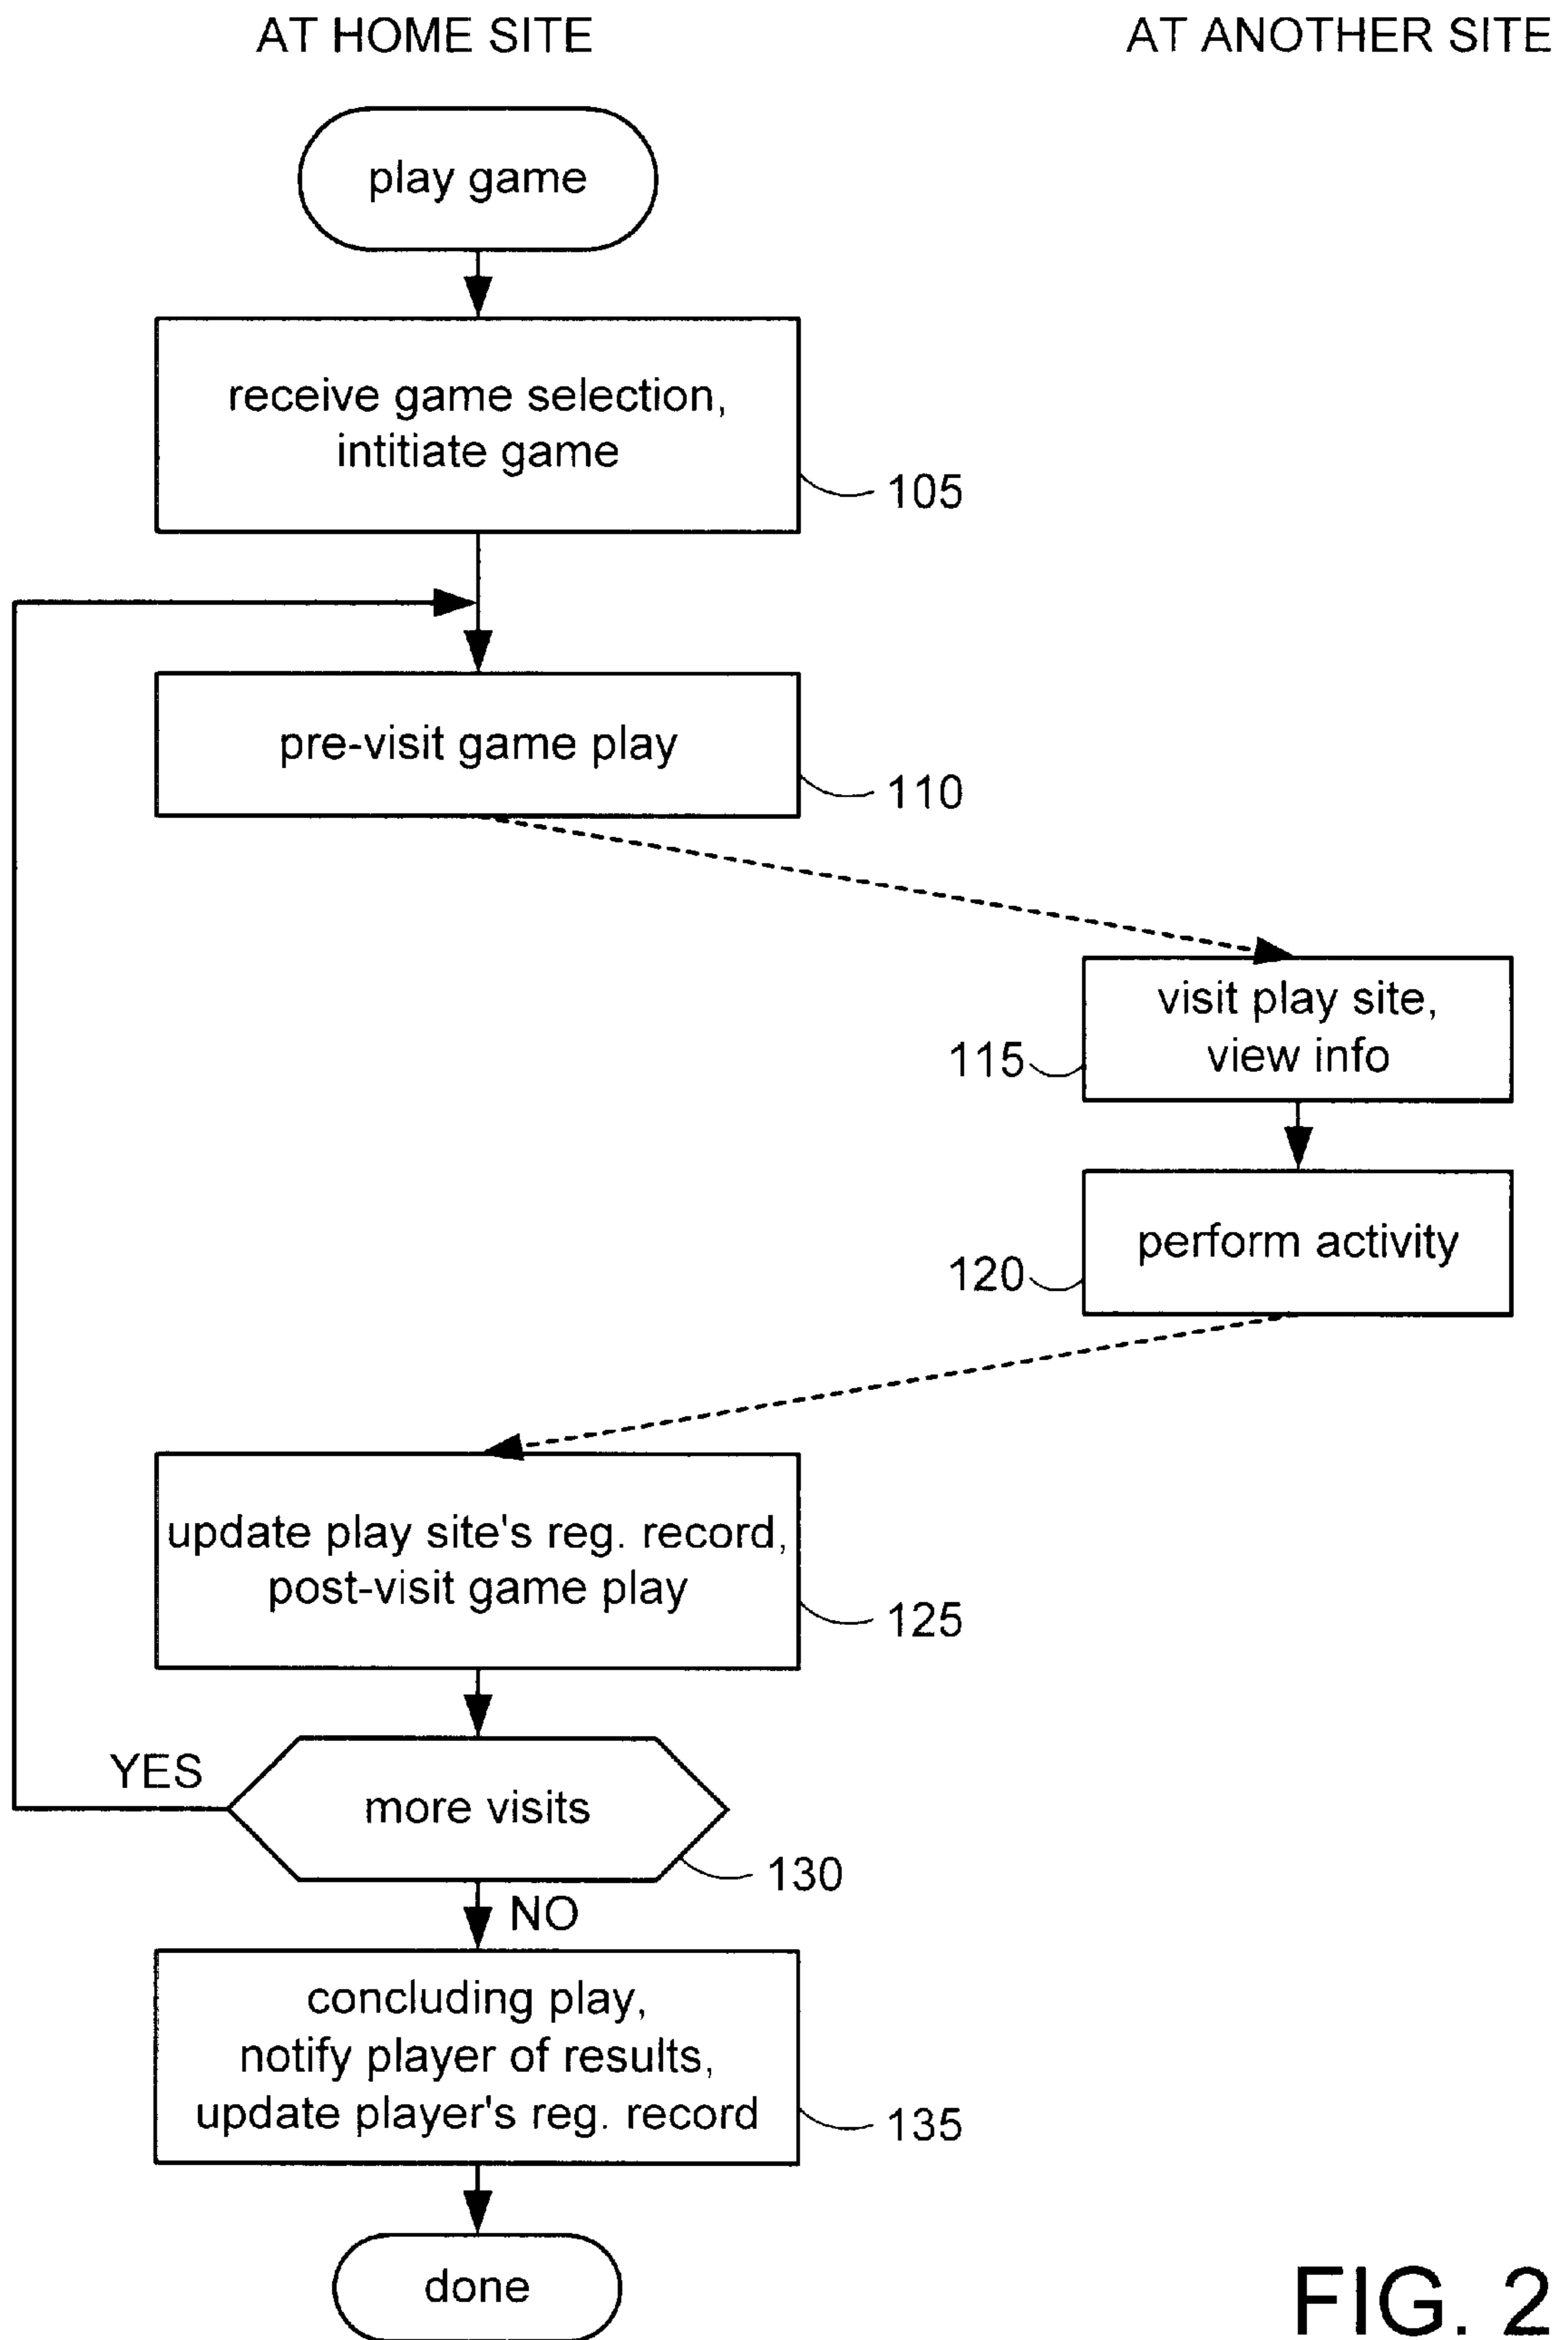 AT HOME SITE
AT ANOTHER SITE
play game
receive game selection,
intitiate game
105
pre-visit game play
110
visit play site,
view info
115
perform activity
120
update play site's reg. record,
post-visit game play
125
YES
more visits
130
NO
concluding play,
notify player of results,
update player's reg. record
135
done
FIG. 2